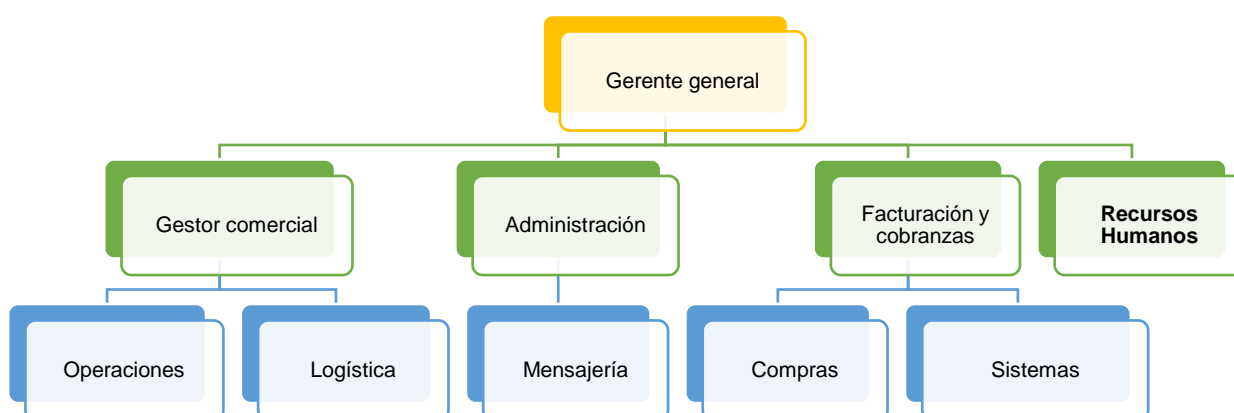 Gerente general
Gestor comercial
Administración
Facturación y
cobranzas
Recursos
Humanos
Operaciones
Logística
Mensajería
Compras
Sistemas